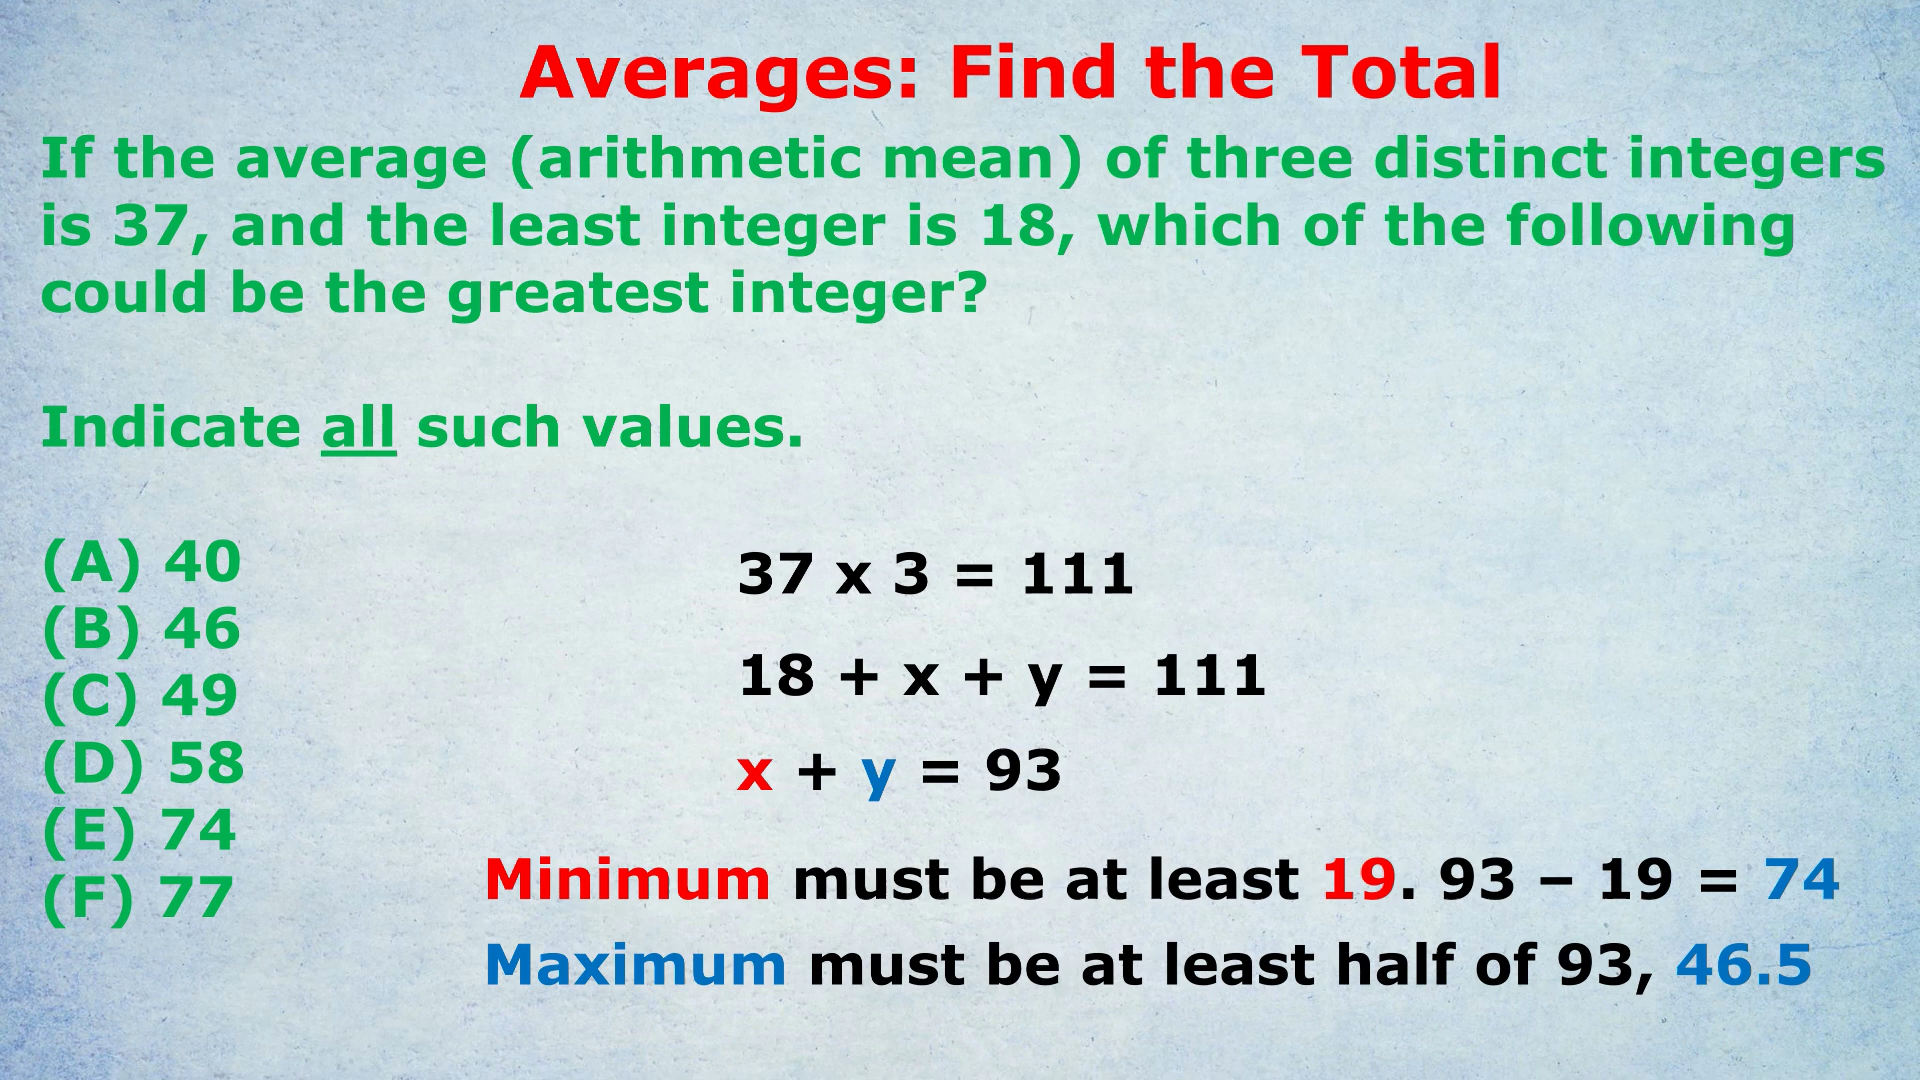 Averages: Find the Total
If the average (arithmetic mean) of three distinct integers
is 37, and the least integer is 18, which of the following
could be the greatest integer?
Indicate all such values.
(A) 40
(B) 46
(C) 49
(D) 58
(E) 74
(F) 77
37 x 3 = 111
18 + x + y = 111
x + y = 93
Minimum must be at least 19. 93 – 19 = 74
Maximum must be at least half of 93, 46.5